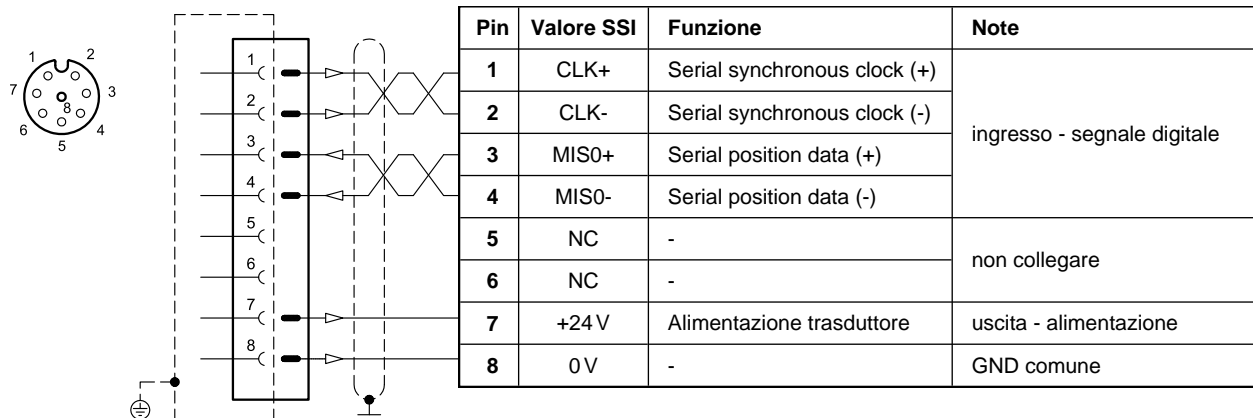 1 2 3 4 5 6 7 8
1
2
3
4
5
6
7
8
Pin Valore SSI Funzione Note
1 CLK+ Serial synchronous clock (+)
2 CLK- Serial synchronous clock (-)
ingresso - segnale digitale
3 MIS0+ Serial position data (+)
4 MIS0- Serial position data (-)
5 NC -
non collegare
6 NC -
7 +24 V Alimentazione trasduttore uscita - alimentazione
8 0 V - GND comune